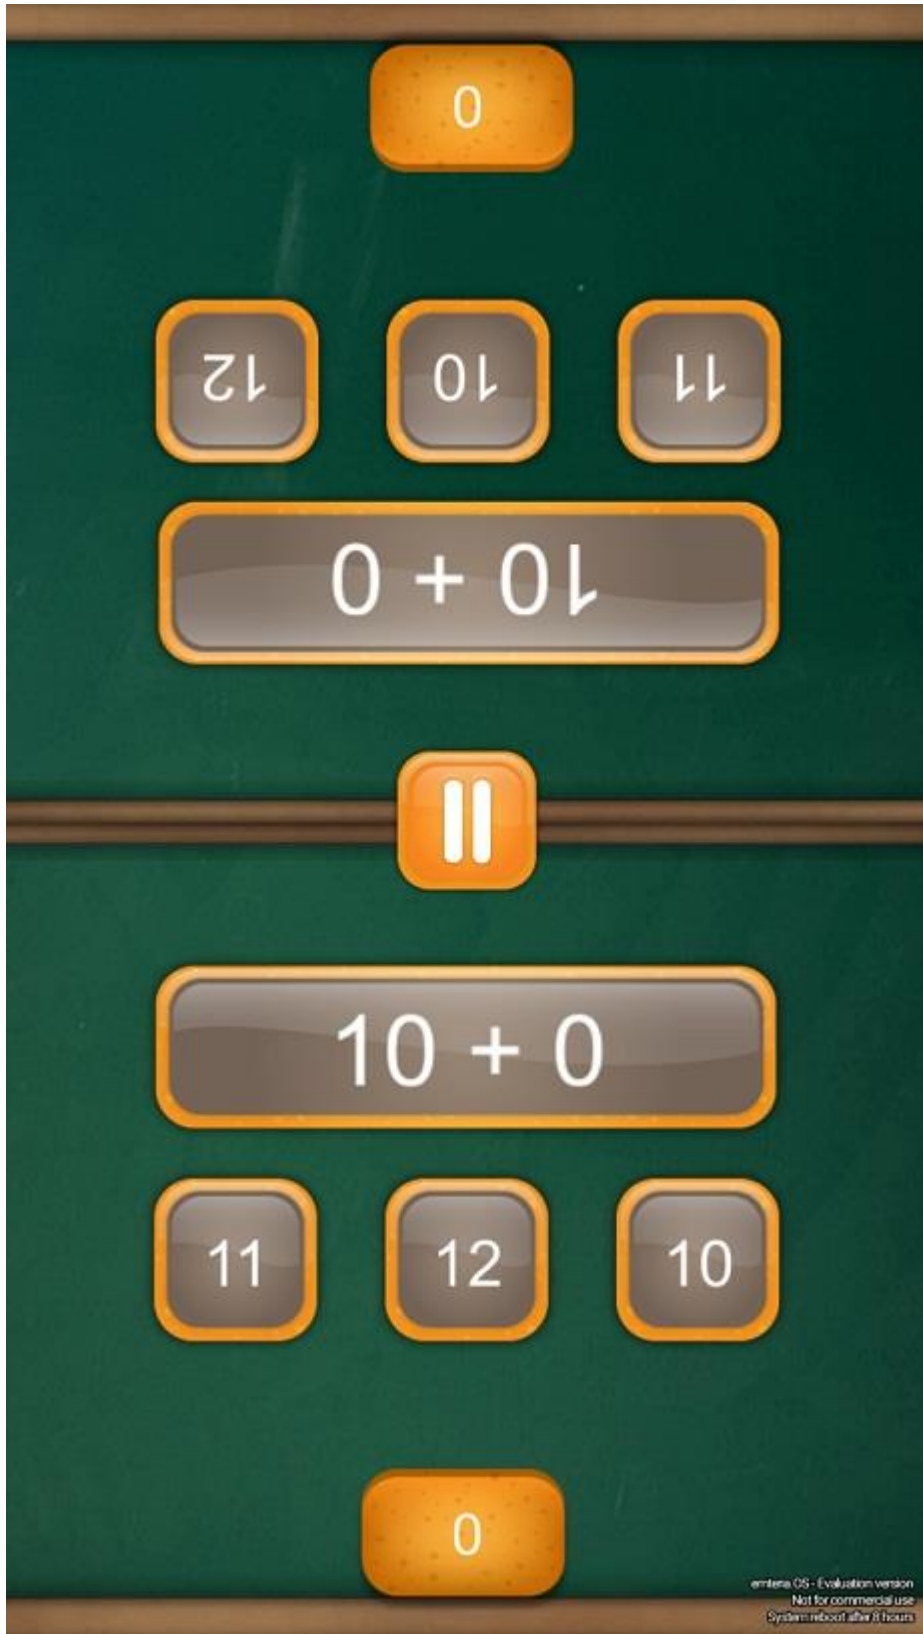 0
12 10 11
10 + 0
10 + 0
11 12 10
0
emteria OS - Evaluation version
Not for commercial use
System reboot after 8 hours